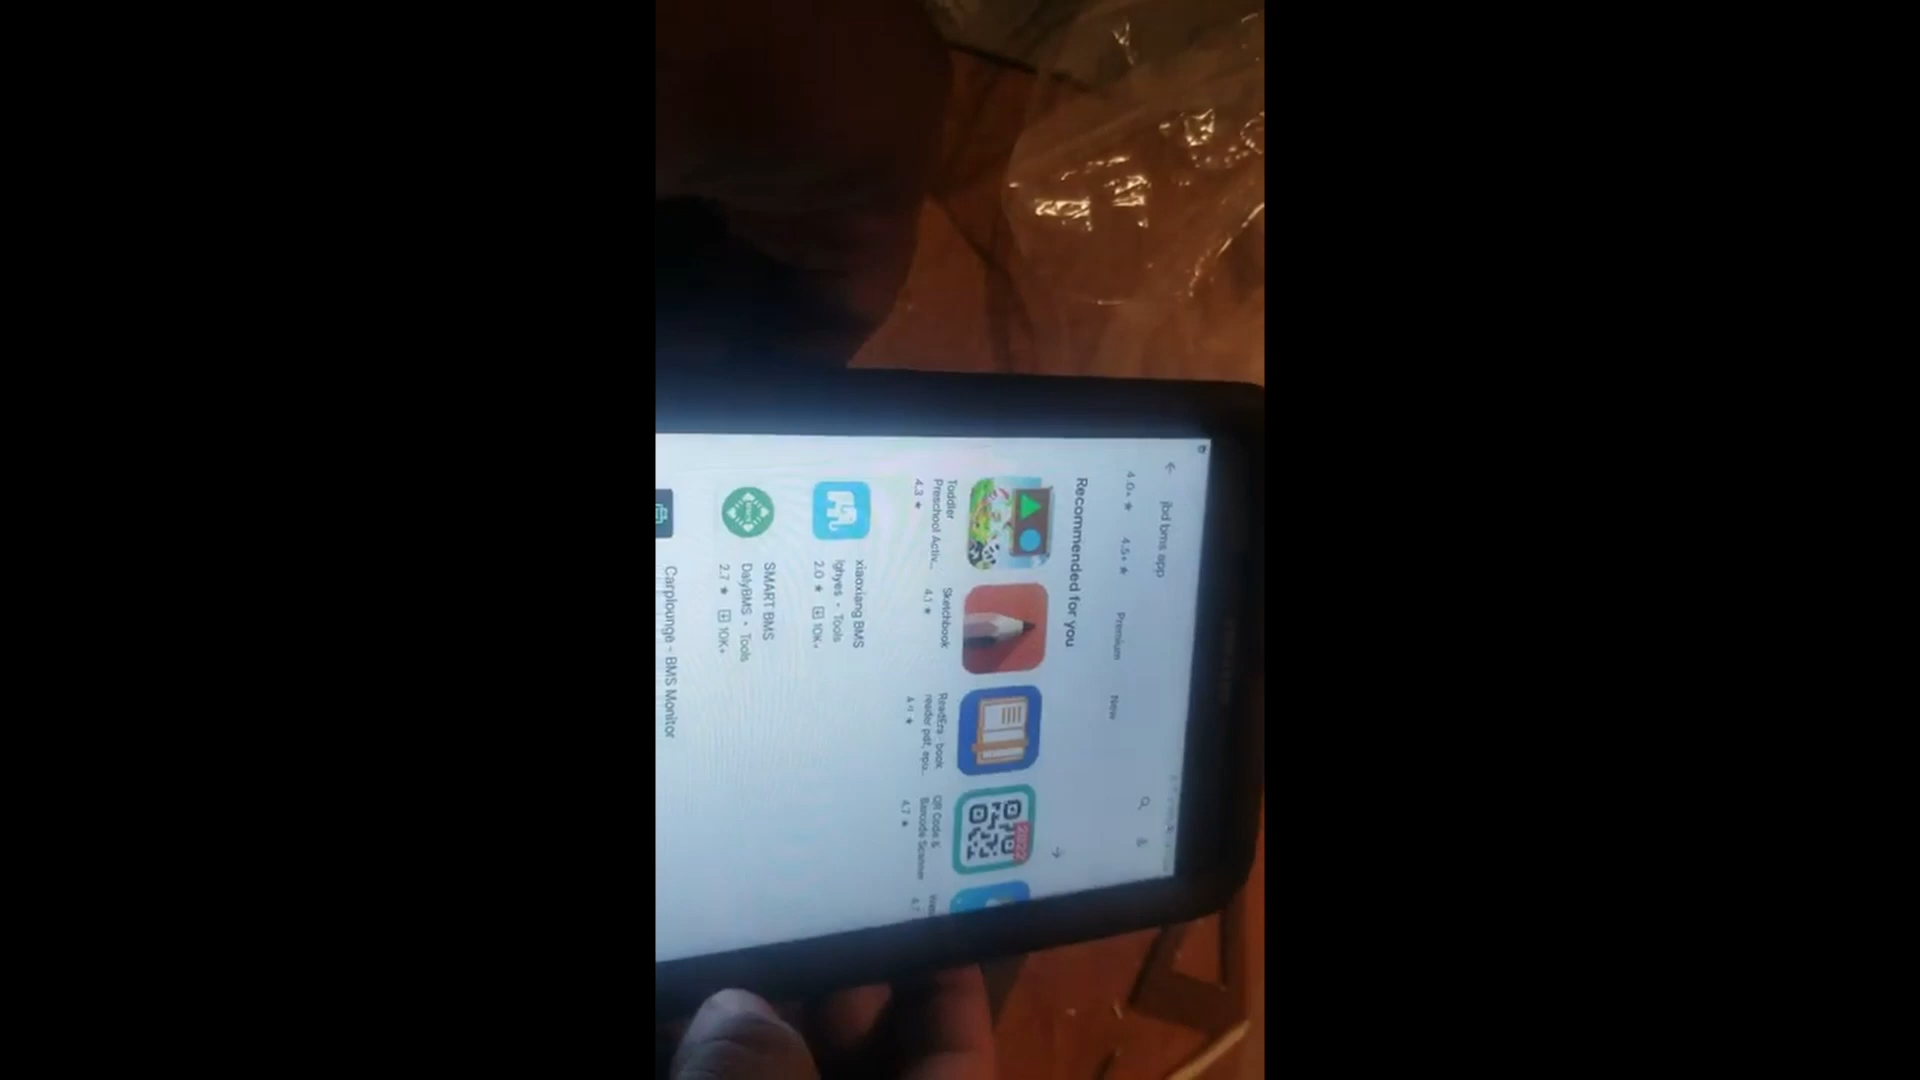 jbd bms app
4.0+ ★ 4.5+ ★ Premium New
Recommended for you
2022
Toddler
Preschool Activ...
4.3 ★
Sketchbook
4.1 ★
ReadEra - book
reader pdf, epu...
QR Code &
Barcode Scanner
4.7 ★
4.7
xiaoxiang BMS
Tools
2.0 ★ 10K+
SMART BMS
DalyBMS • Tools
2.7 ★ 10K+
Carplounge - BMS Monitor